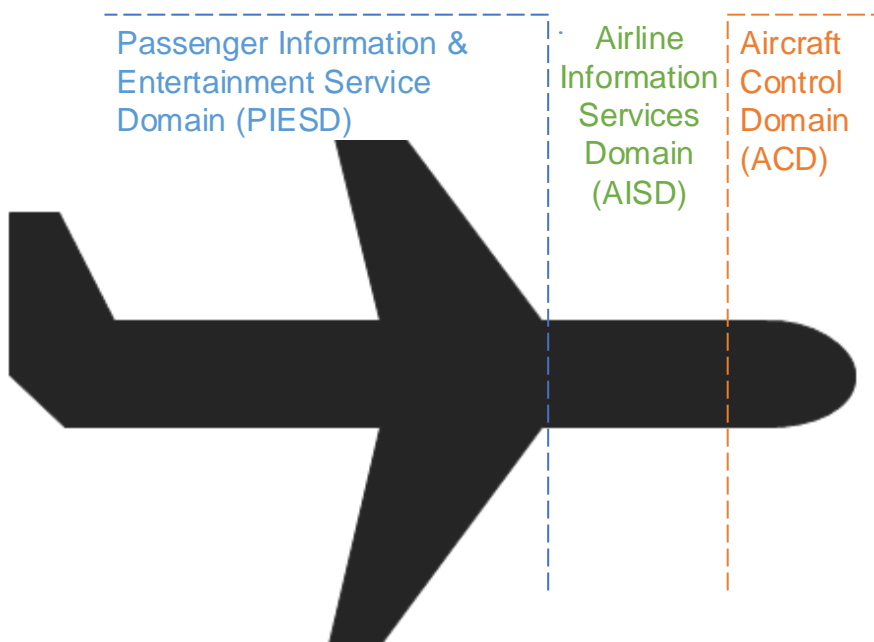 Passenger Information &
Entertainment Service
Domain (PIESD)
Airline
Information
Services
Domain
(AISD)
Aircraft
Control
Domain
(ACD)